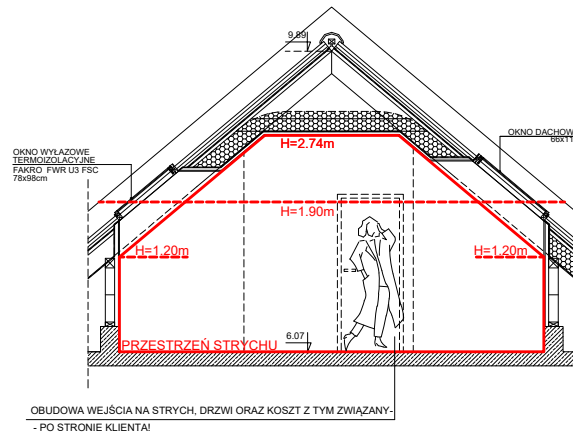 9.89
H=2.74m
OKNO WYŁAZOWE
TERMOIZOLACYJNE
FAKRO FWR U3 FSC
78x98cm
OKNO DACHOW
66x11
H=1.90m
H=1.20m
H=1.20m
PRZESTRZEŃ STRYCHU
6.07
OBUDOWA WEJŚCIA NA STRYCH, DRZWI ORAZ KOSZT Z TYM ZWIĄZANY-
- PO STRONIE KLIENTA!